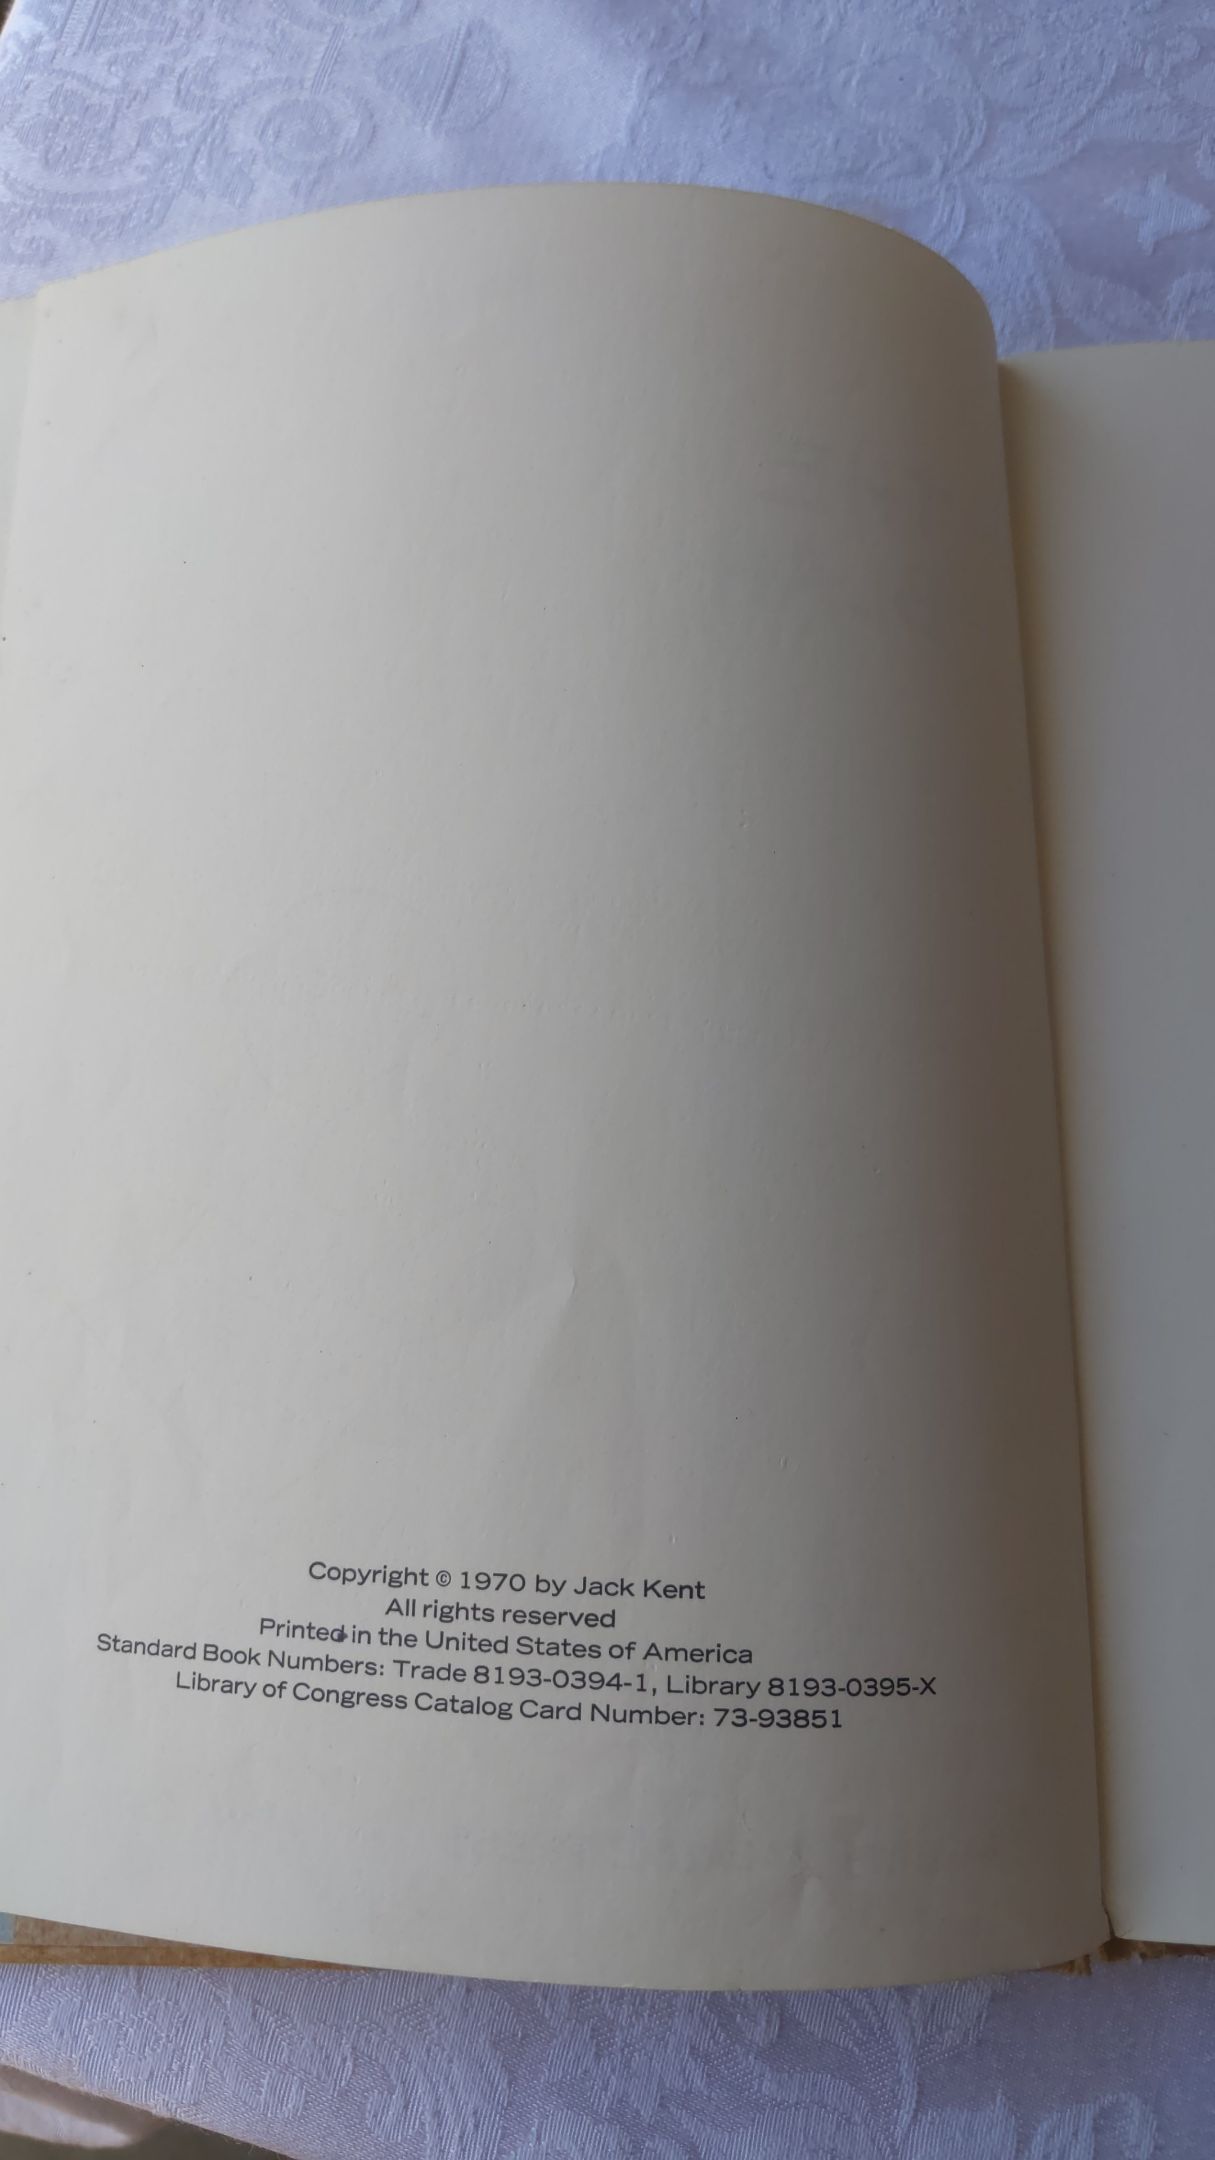 Copyright © 1970 by Jack Kent
All rights reserved
Printed in the United States of America
Standard Book Numbers: Trade 8193-0394-1, Library 8193-0395-X
Library of Congress Catalog Card Number: 73-93851